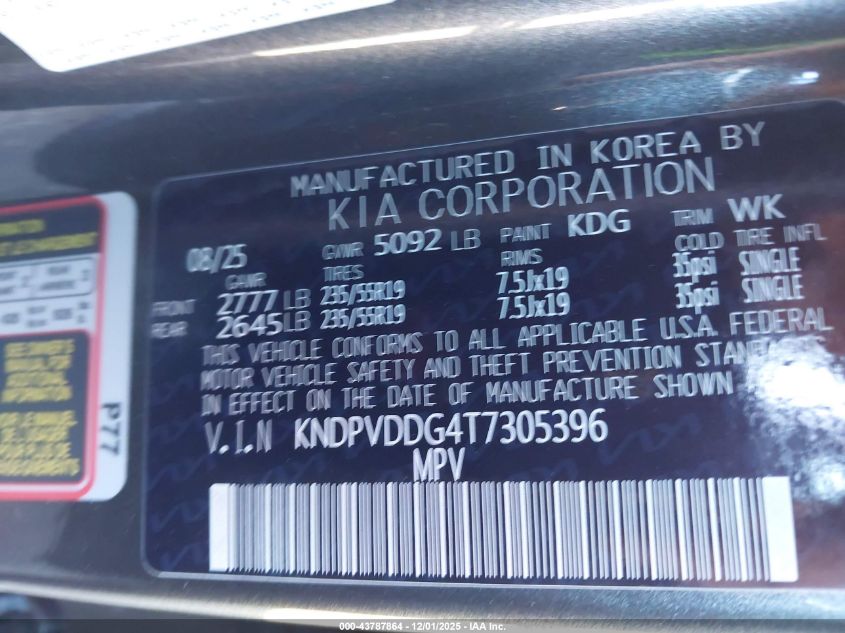 MANUFACTURED IN KOREA BY
KIA CORPORATION
08/25 GVWR 5092 LB PAINT KDG TRIM WK
GAWR TIRES RIMS COLD TIRE INFL
FRONT 2777 LB 235/55R19 7.5Jx19 35psi SINGLE
REAR 2645 LB 235/55R19 7.5Jx19 35psi SINGLE
THIS VEHICLE CONFORMS TO ALL APPLICABLE U.S.A. FEDERAL
MOTOR VEHICLE SAFETY AND THEFT PREVENTION
IN EFFECT ON THE DATE OF MANUFACTURE SHOWN
V.I.N KNDPVDDG4T7305396
MPV
P77
000-43787864 - 12/01/2025 - IAA Inc.